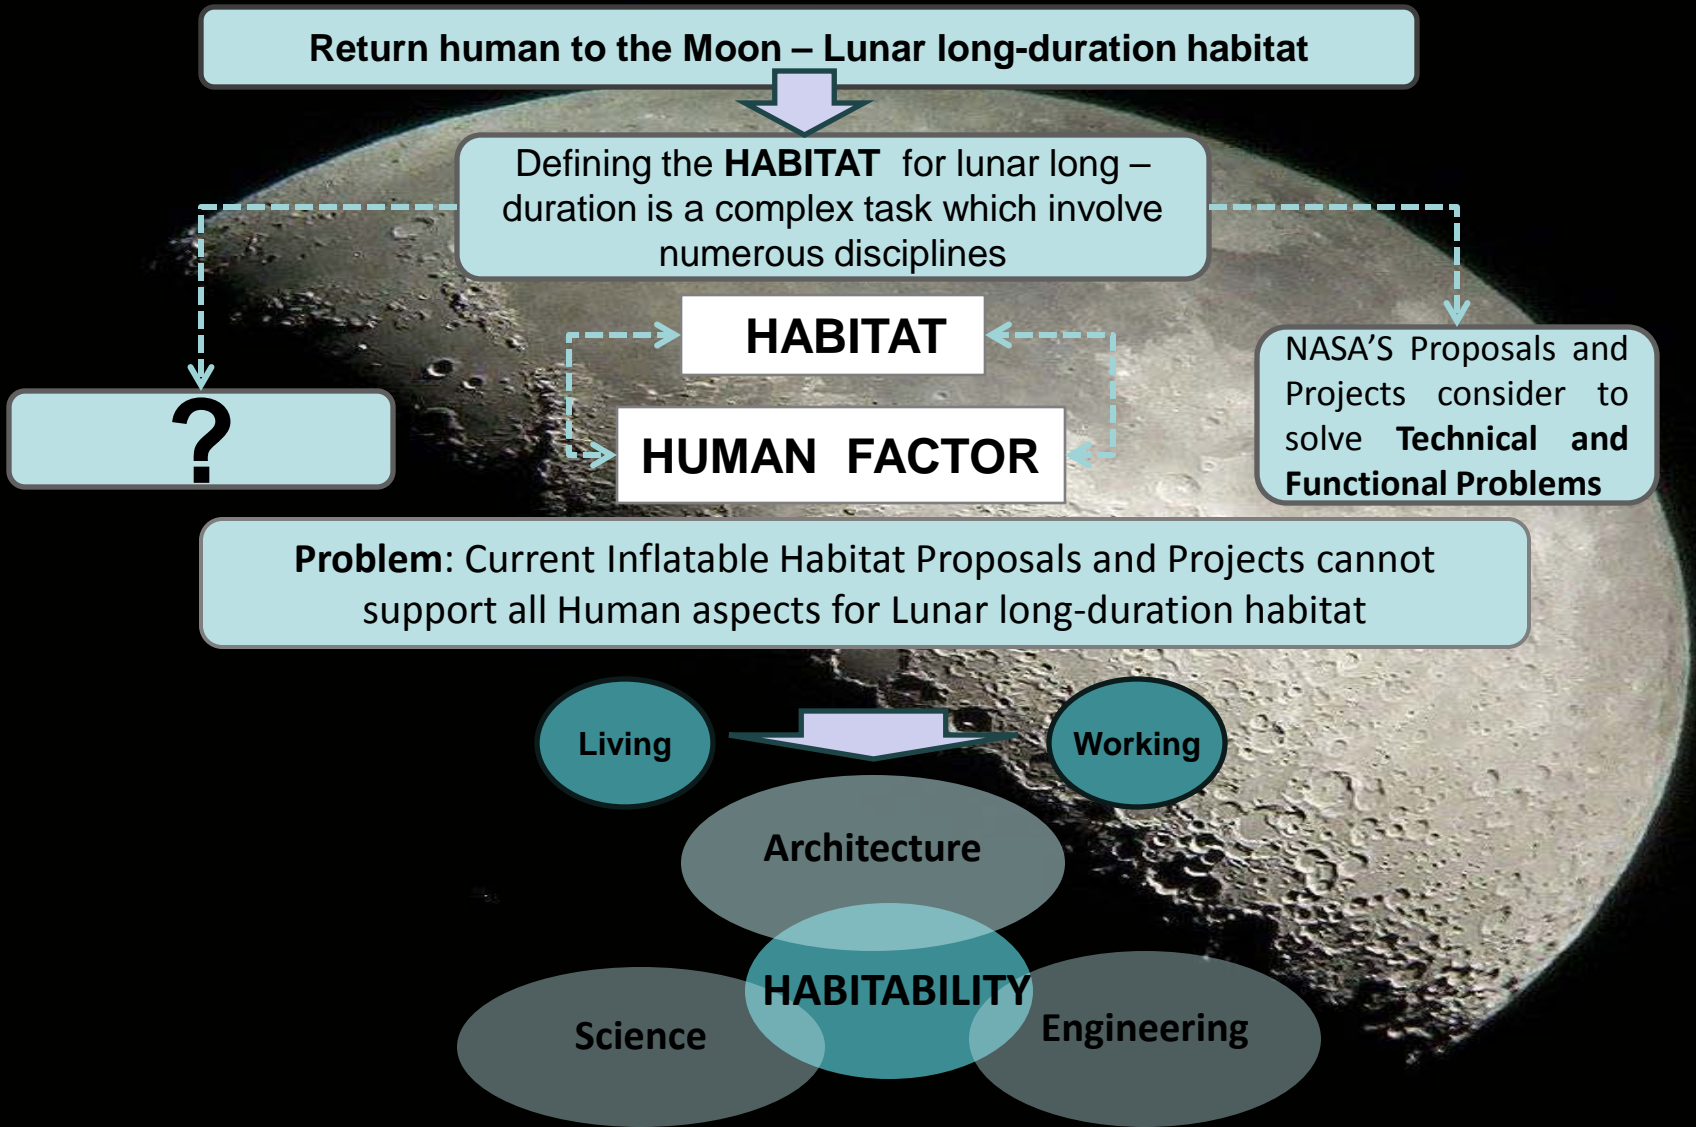 Return human to the Moon – Lunar long-duration habitat
Defining the HABITAT for lunar long –
duration is a complex task which involve
numerous disciplines
HABITAT
HUMAN FACTOR
?
NASA'S Proposals and
Projects consider to
solve Technical and
Functional Problems
Problem: Current Inflatable Habitat Proposals and Projects cannot
support all Human aspects for Lunar long-duration habitat
Living
Working
Architecture
HABITABILITY
Science
Engineering